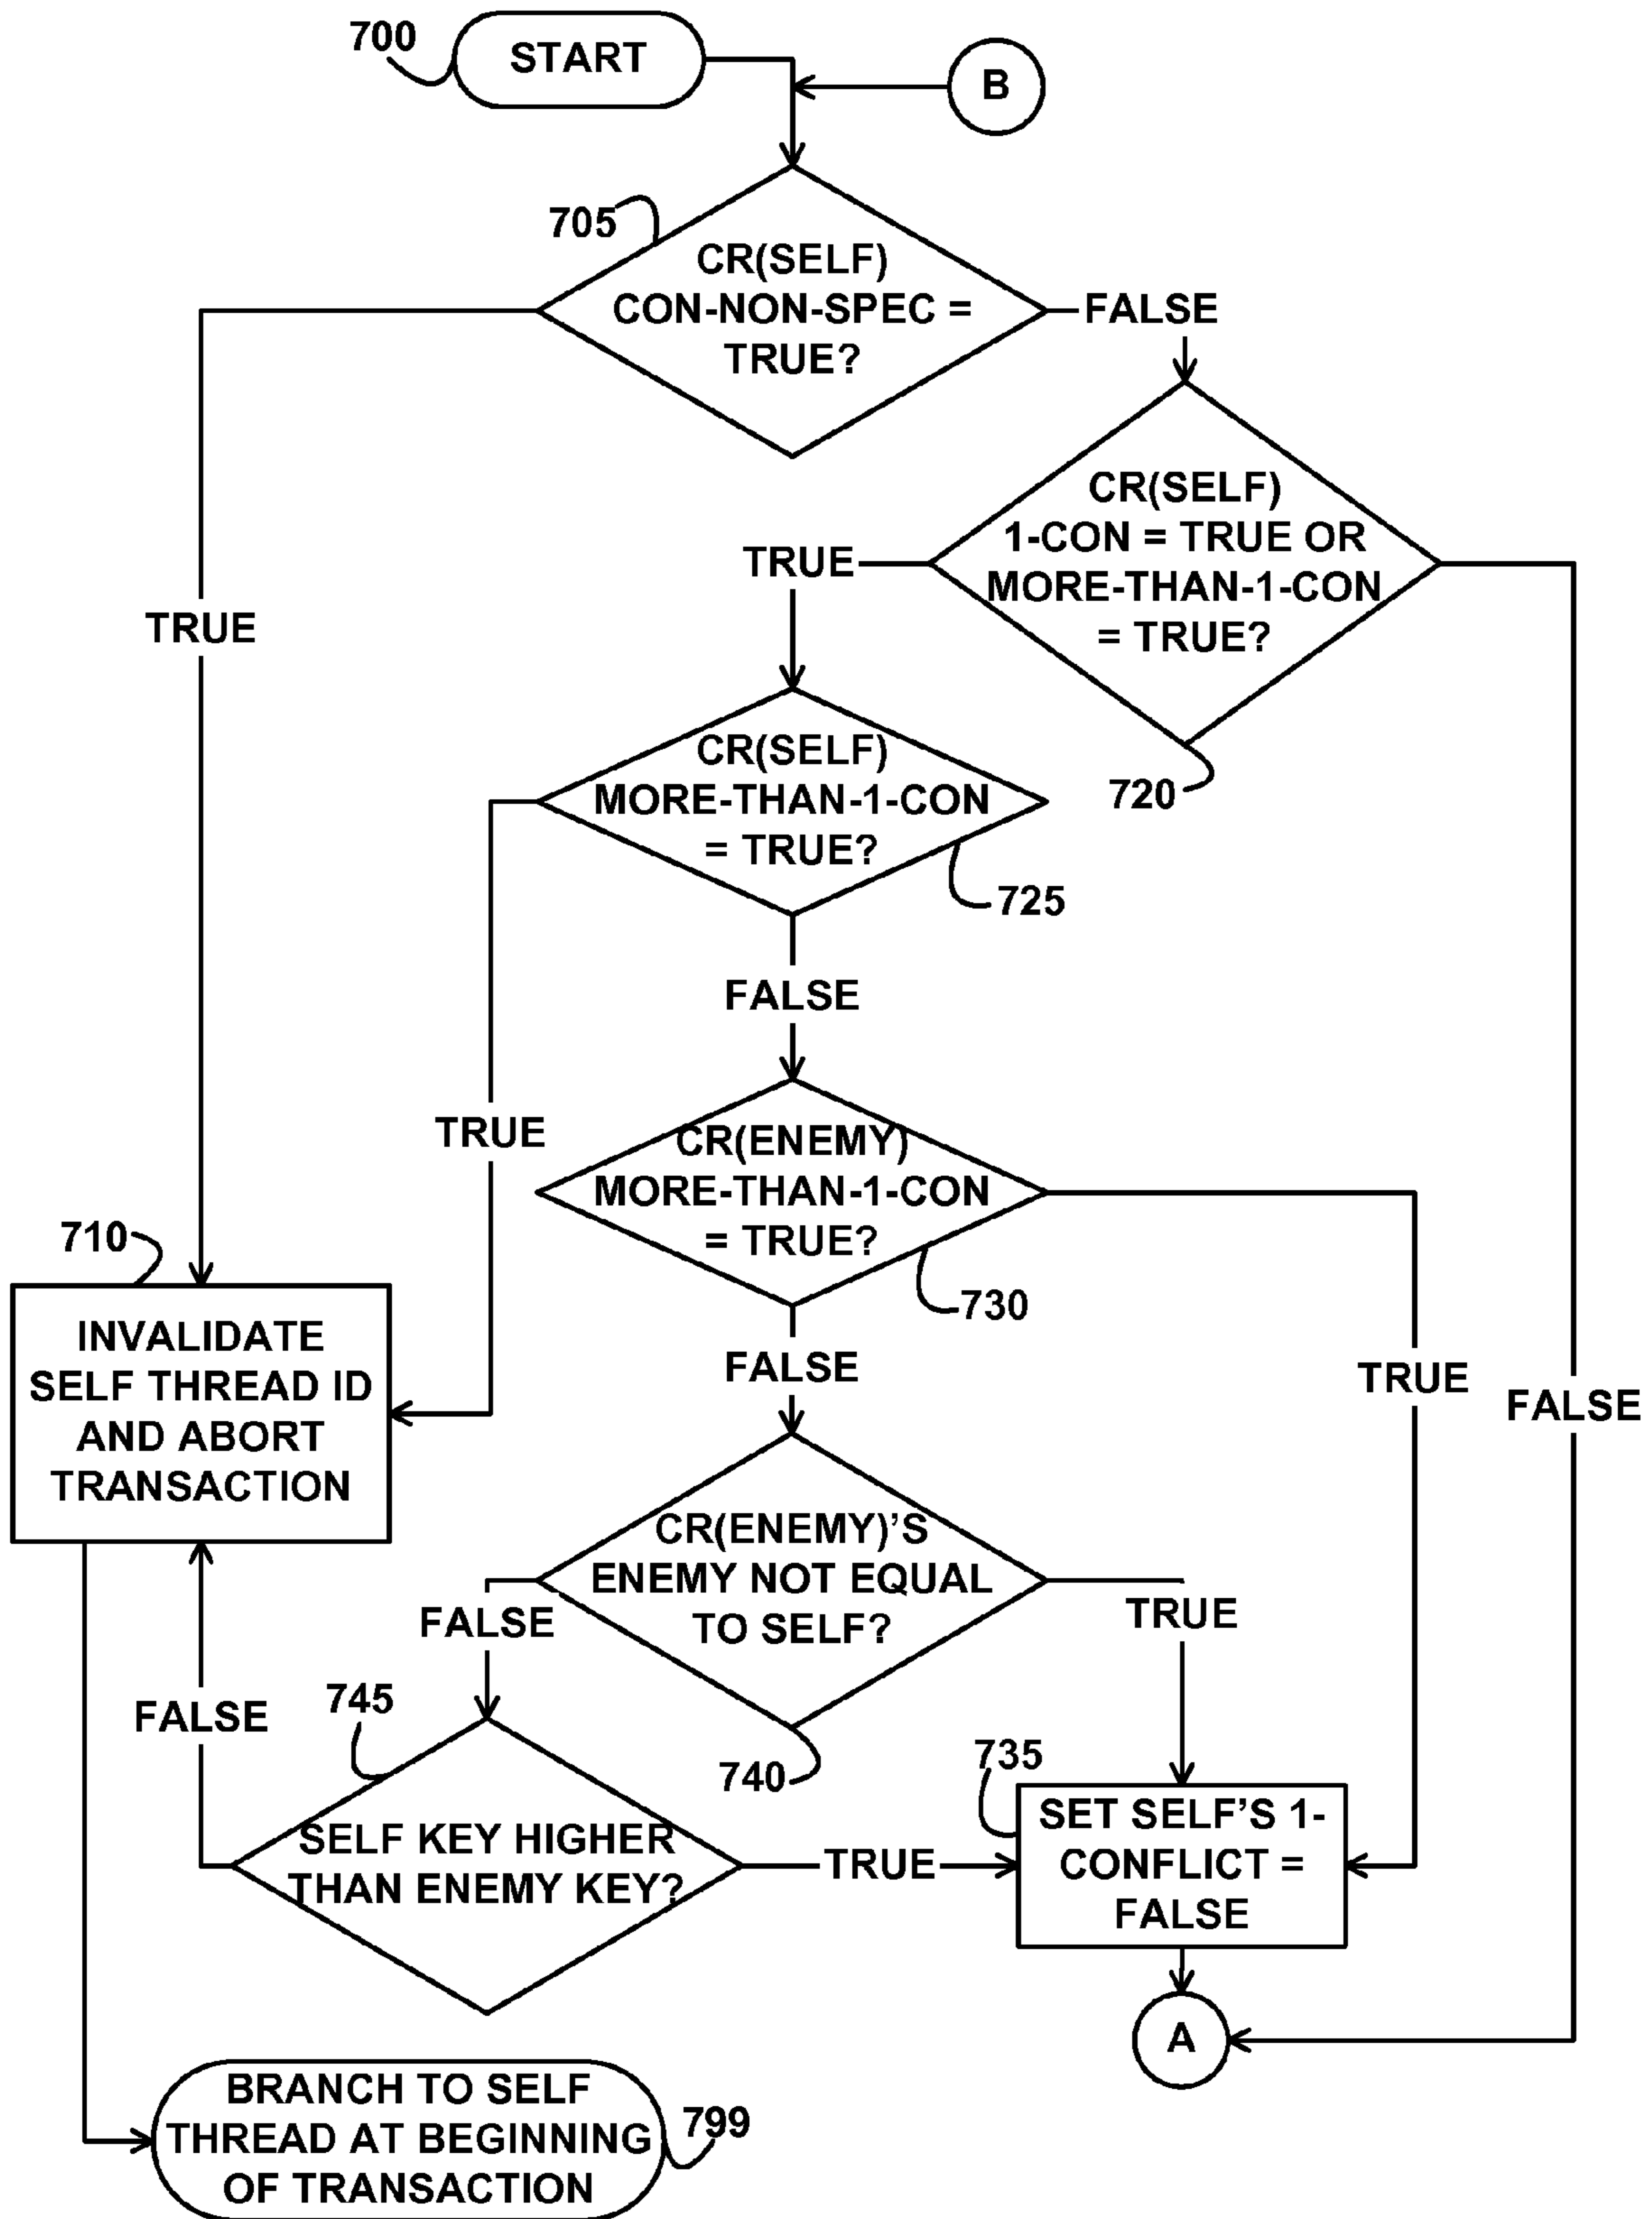 700
START
B
705
CR(SELF)
CON-NON-SPEC =
TRUE?
FALSE
CR(SELF)
1-CON = TRUE OR
MORE-THAN-1-CON
= TRUE?
TRUE
TRUE
720
CR(SELF)
MORE-THAN-1-CON
= TRUE?
725
FALSE
TRUE
CR(ENEMY)
MORE-THAN-1-CON
= TRUE?
730
710
INVALIDATE
SELF THREAD ID
AND ABORT
TRANSACTION
FALSE
TRUE
FALSE
CR(ENEMY)'S
ENEMY NOT EQUAL
TO SELF?
FALSE
TRUE
740
745
FALSE
SELF KEY HIGHER
THAN ENEMY KEY?
TRUE
735
SET SELF'S 1-
CONFLICT =
FALSE
A
BRANCH TO SELF
THREAD AT BEGINNING
OF TRANSACTION
799